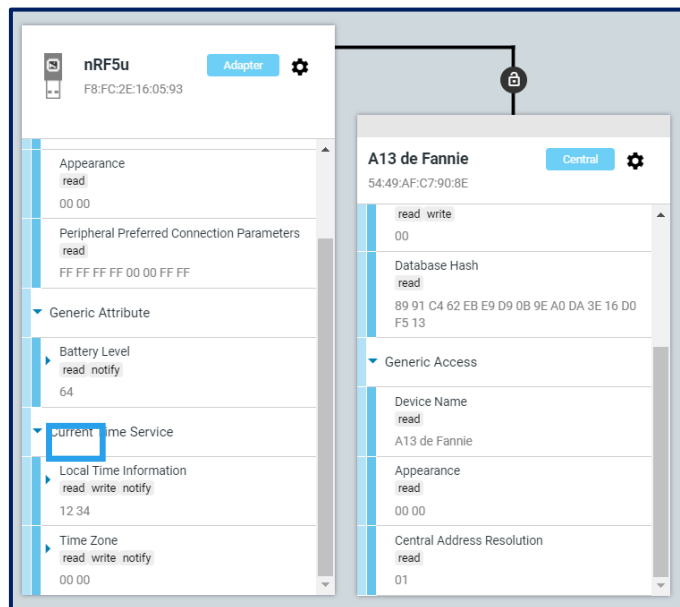 nRF5u
Adapter
F8:FC:2E:16:05:93
Appearance
read
00 00
Peripheral Preferred Connection Parameters
read
FF FF FF FF 00 00 FF FF
Generic Attribute
Battery Level
read notify
64
Current Time Service
Local Time Information
read write notify
12 34
Time Zone
read write notify
00 00
A13 de Fannie
Central
54:49:AF:C7:90:8E
read write
00
Database Hash
read
89 91 C4 62 EB E9 D9 0B 9E A0 DA 3E 16 D0
F5 13
Generic Access
Device Name
read
A13 de Fannie
Appearance
read
00 00
Central Address Resolution
read
01